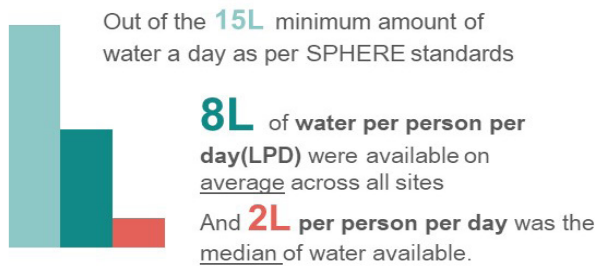 Out of the 15L minimum amount of
water a day as per SPHERE standards
8L of water per person per
day(LPD) were available on
average across all sites
And 2L per person per day was the
median of water available.